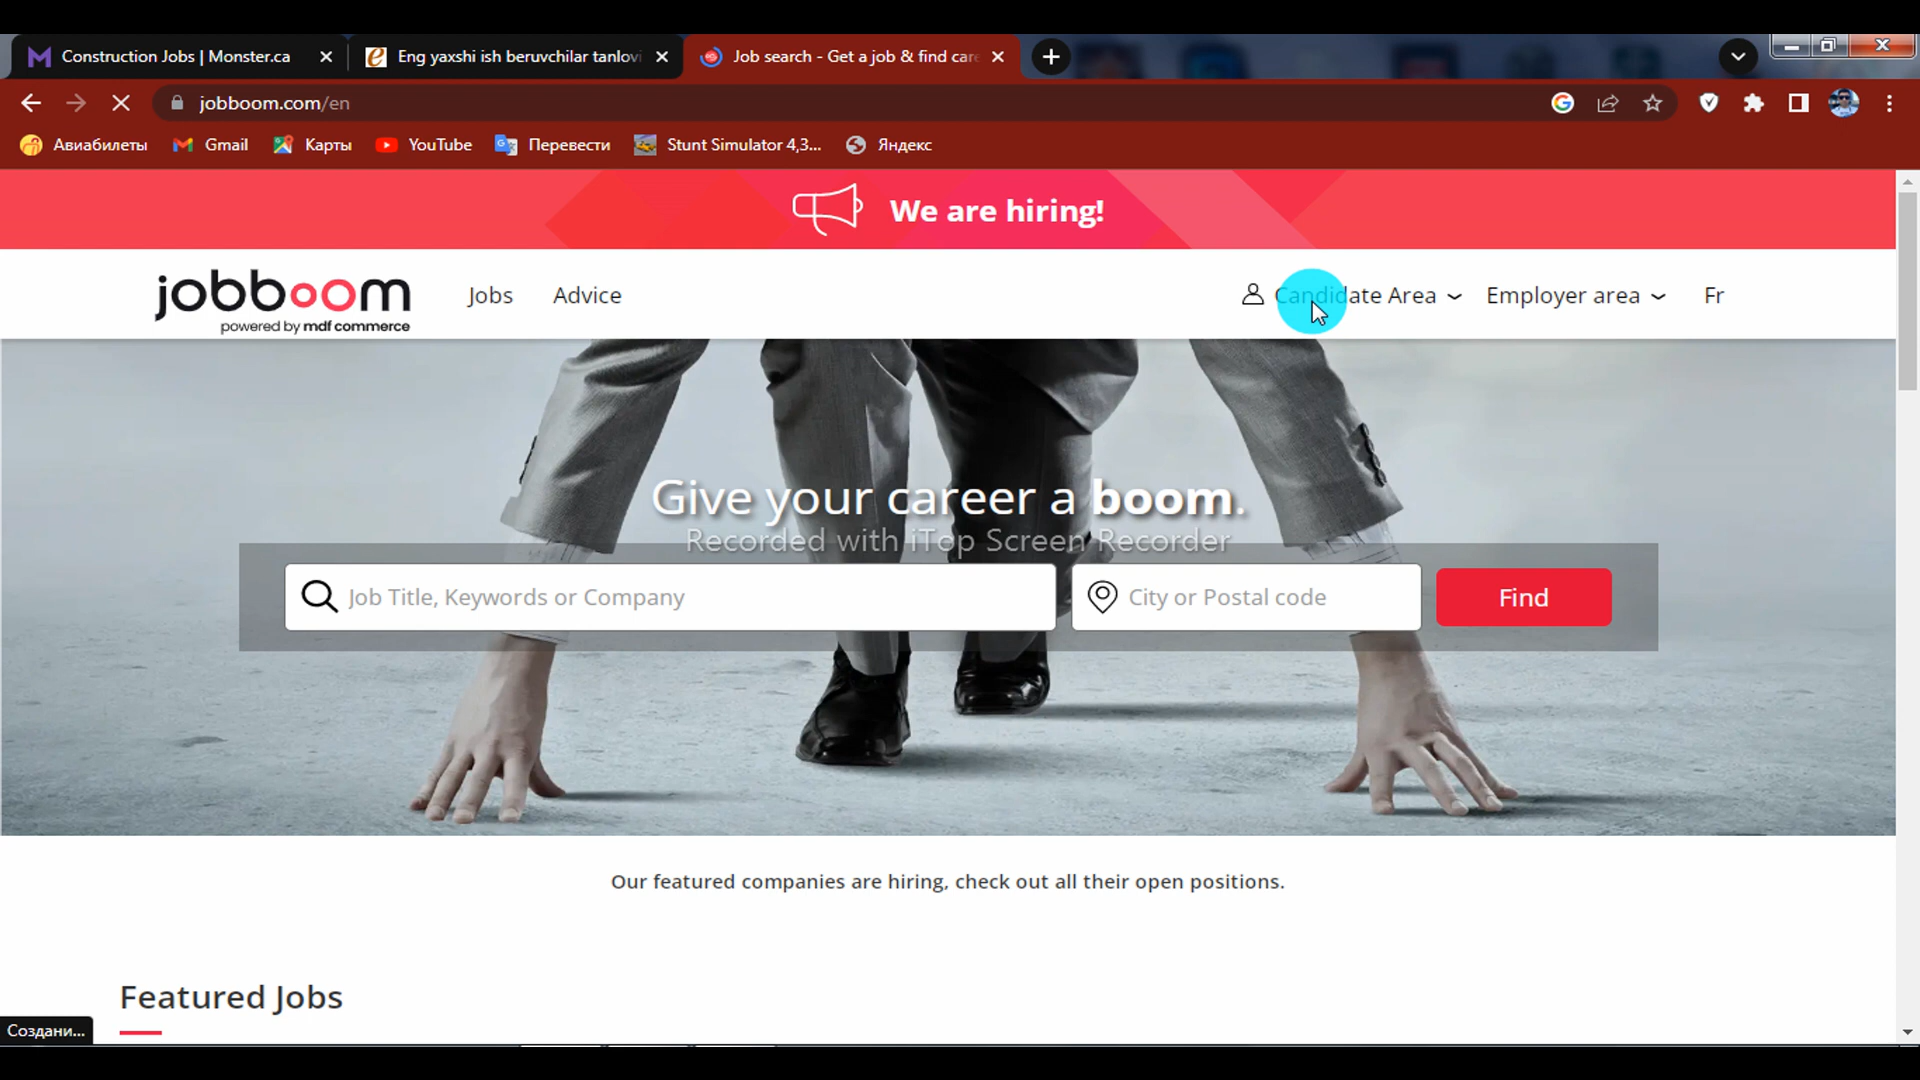 Construction Jobs | Monster.ca
Eng yaxshi ish beruvchilar tanlovi
Job search - Get a job & find care
jobboom.com/en
Авиабилеты
Gmail
Карты
YouTube
Перевести
Stunt Simulator 4,3...
Яндекс
We are hiring!
jobboom
powered by mdf commerce
Jobs
Advice
Candidate Area
Employer area
Fr
Give your career a boom.
Recorded with iTop Screen Recorder
Job Title, Keywords or Company
City or Postal code
Find
Our featured companies are hiring, check out all their open positions.
Featured Jobs
Создани...